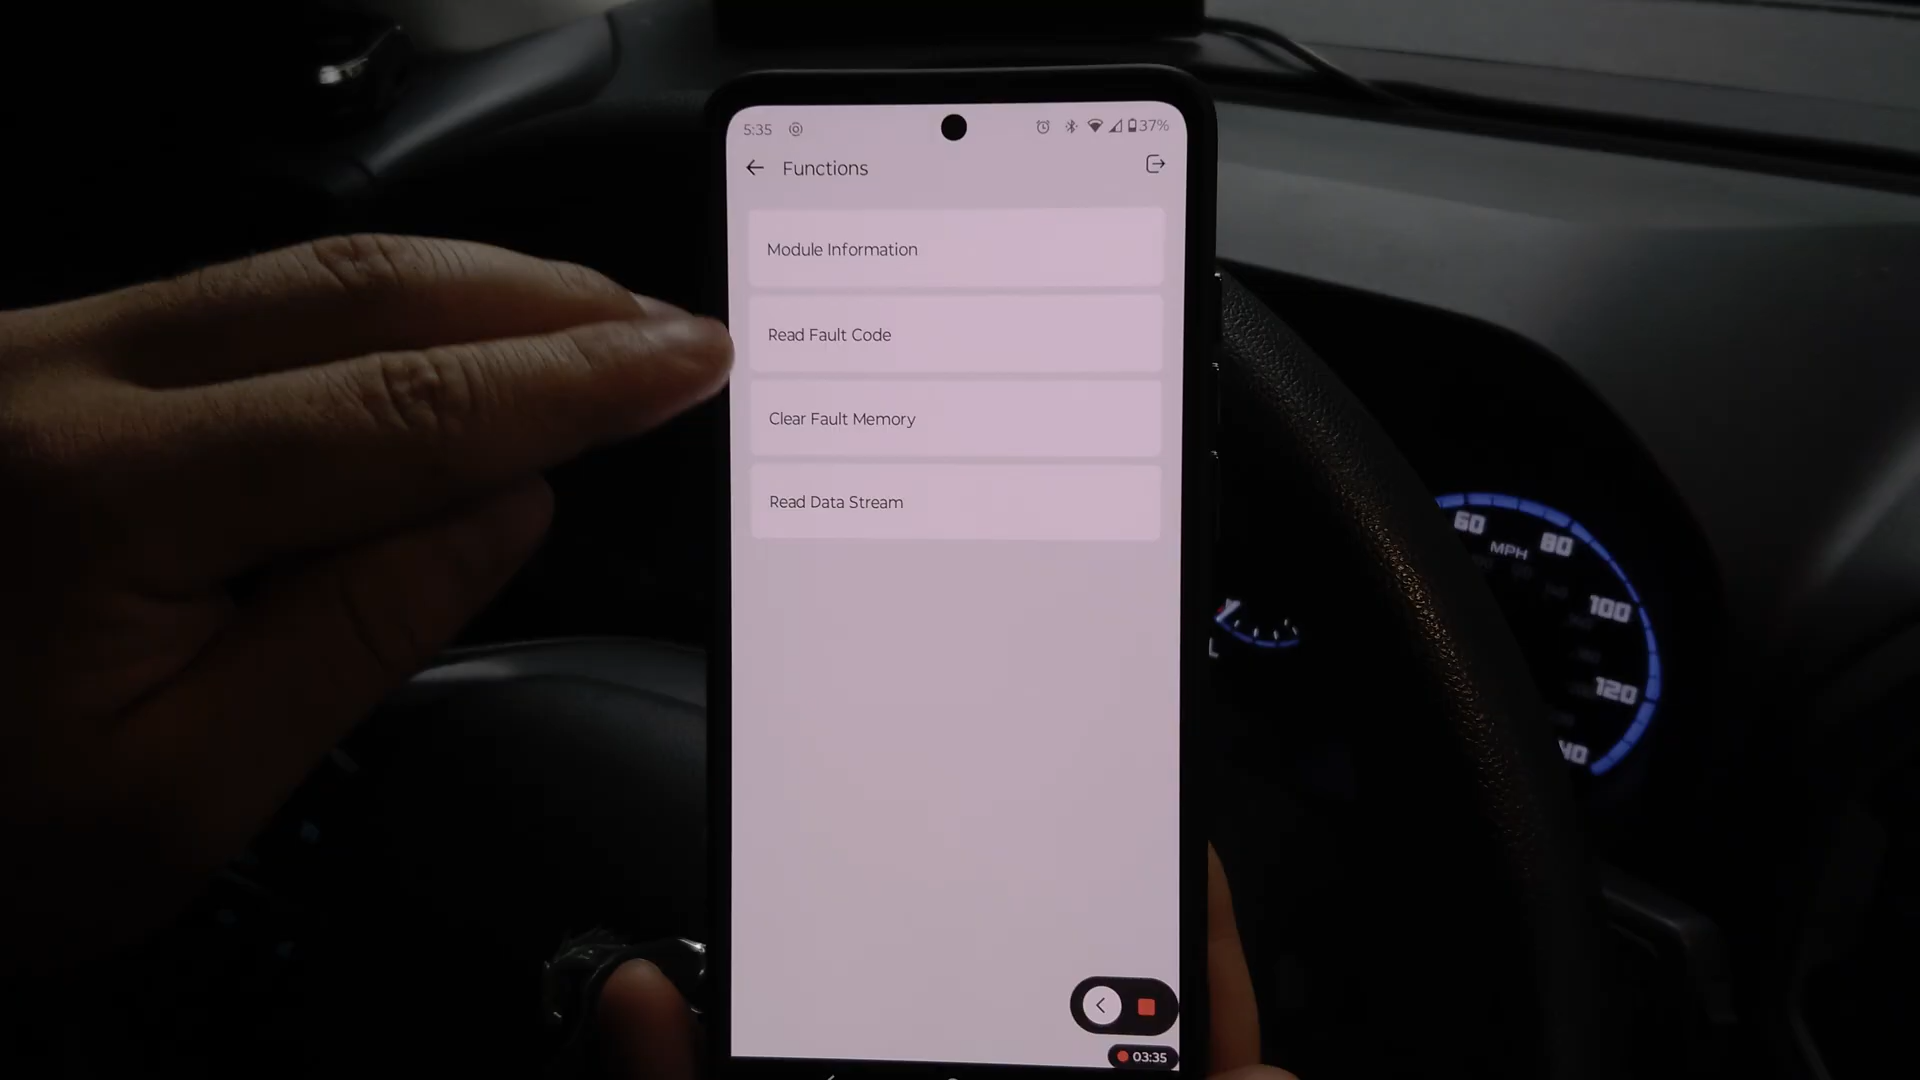 5:35 37%
Functions
Module Information
Read Fault Code
Clear Fault Memory
Read Data Stream
03:35
60
80
MPH
100
120
L